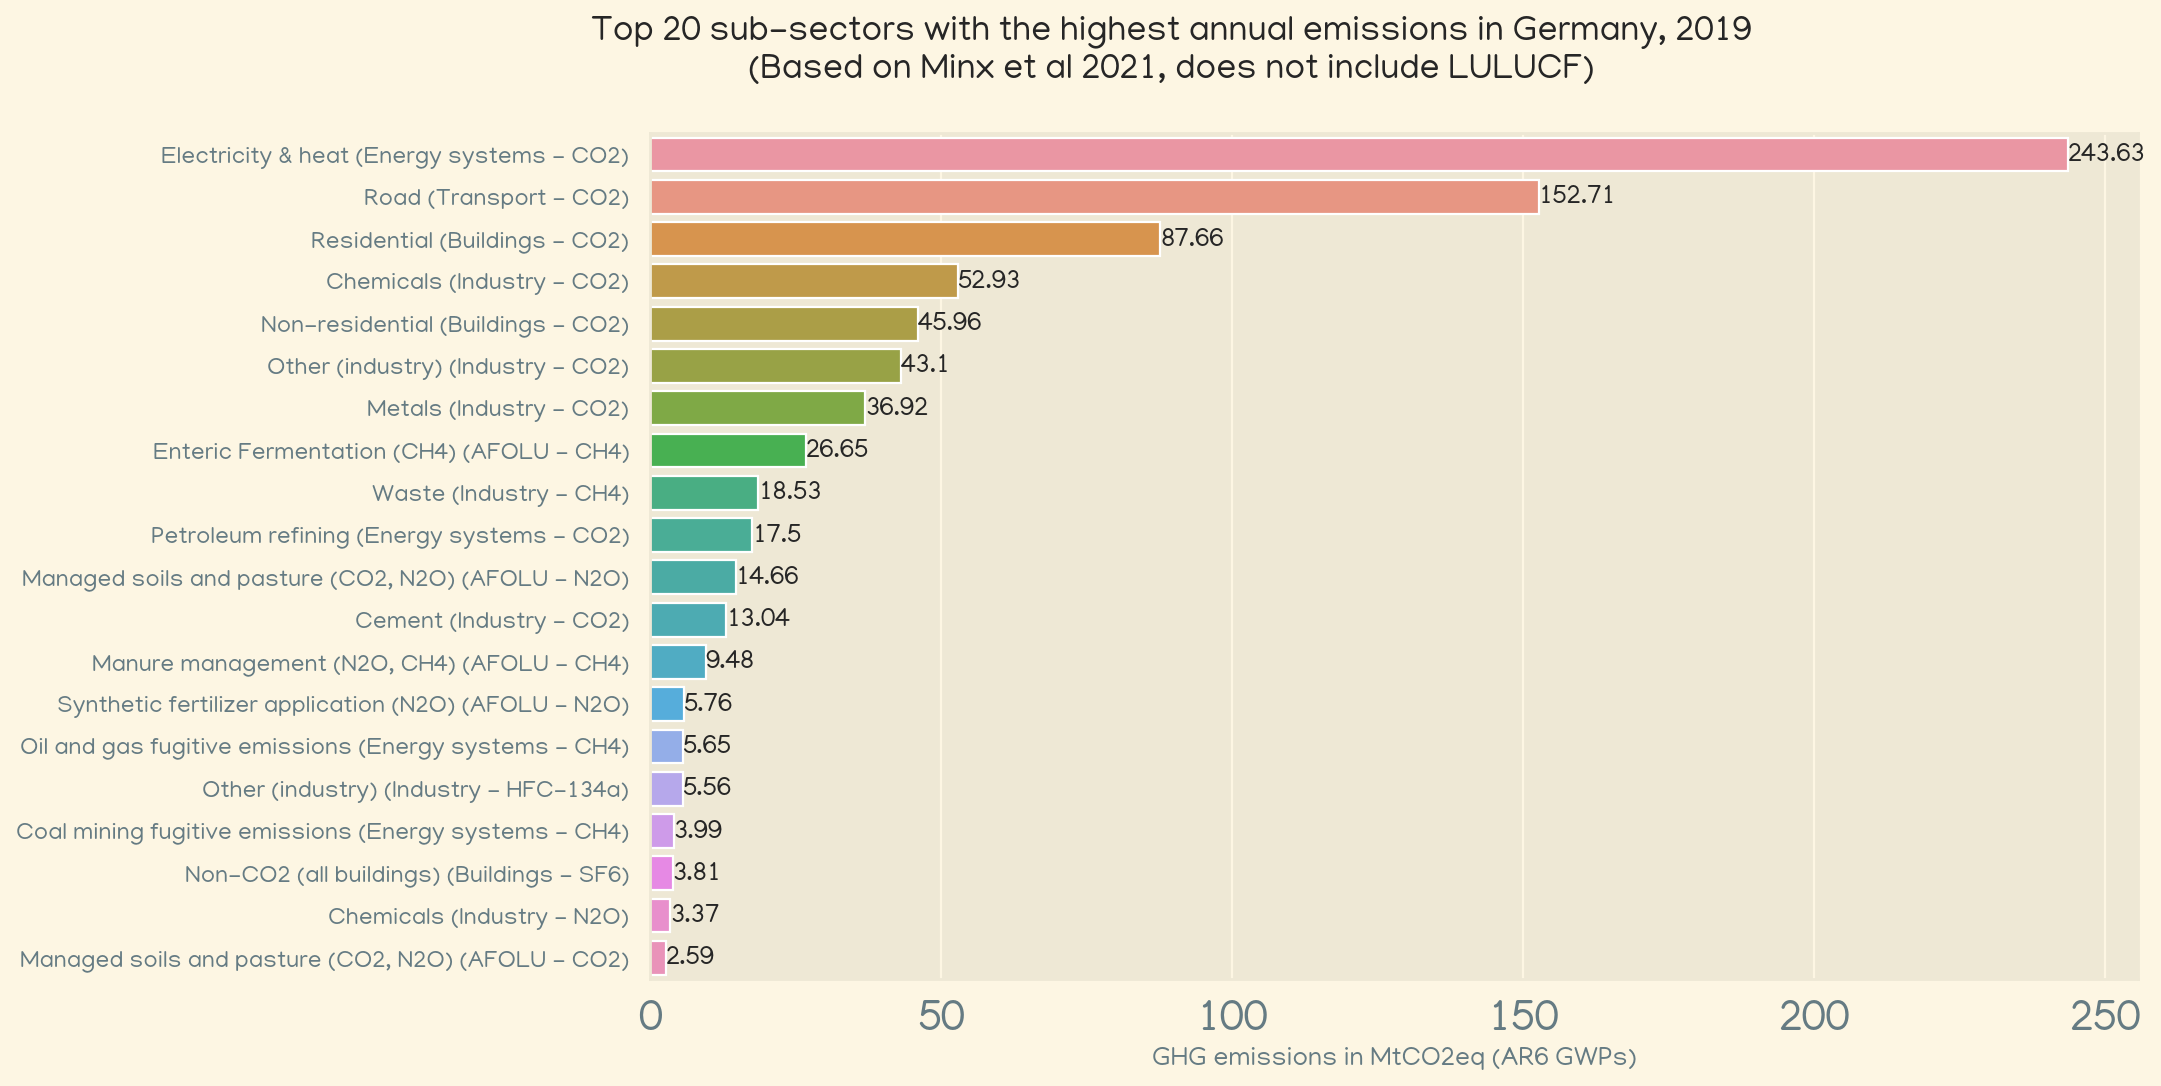 Top 20 sub-sectors with the highest annual emissions in Germany, 2019
(Based on Minx et al 2021, does not include LULUCF)
Electricity & heat (Energy systems - CO2) 243.63
Road (Transport - CO2) 152.71
Residential (Buildings - CO2) 87.66
Chemicals (Industry - CO2) 52.93
Non-residential (Buildings - CO2) 45.96
Other (industry) (Industry - CO2) 43.1
Metals (Industry - CO2) 36.92
Enteric Fermentation (CH4) (AFOLU - CH4) 26.65
Waste (Industry - CH4) 18.53
Petroleum refining (Energy systems - CO2) 17.5
Managed soils and pasture (CO2, N2O) (AFOLU - N2O) 14.66
Cement (Industry - CO2) 13.04
Manure management (N2O, CH4) (AFOLU - CH4) 9.48
Synthetic fertilizer application (N2O) (AFOLU - N2O) 5.76
Oil and gas fugitive emissions (Energy systems - CH4) 5.65
Other (industry) (Industry - HFC-134a) 5.56
Coal mining fugitive emissions (Energy systems - CH4) 3.99
Non-CO2 (all buildings) (Buildings - SF6) 3.81
Chemicals (Industry - N2O) 3.37
Managed soils and pasture (CO2, N2O) (AFOLU - CO2) 2.59
0 50 100 150 200 250
GHG emissions in MtCO2eq (AR6 GWPs)